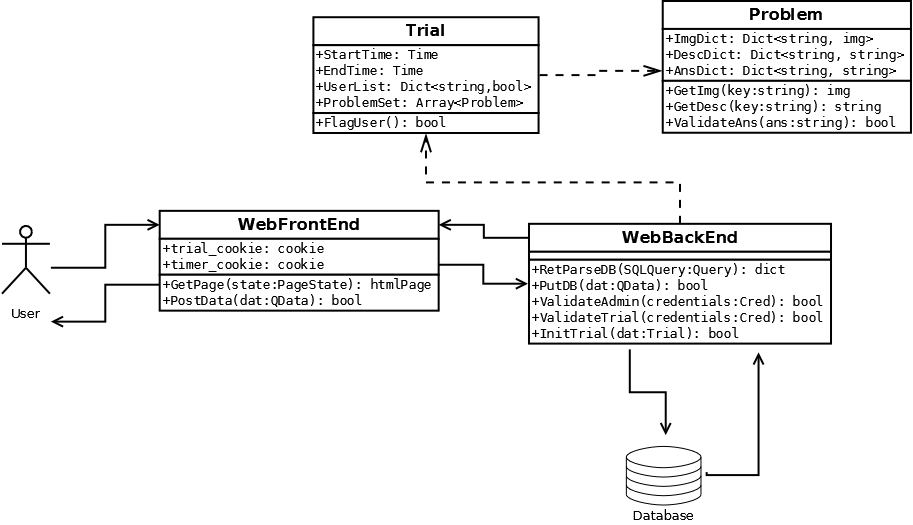 Problem
+ImgDict: Dict<string, img>
+DescDict: Dict<string, string>
+AnsDict: Dict<string, string>
+GetImg(key:string): img
+GetDesc(key:string): string
+ValidateAns(ans:string): bool
Trial
+StartTime: Time
+EndTime: Time
+UserList: Dict<string,bool>
+ProblemSet: Array<Problem>
+FlagUser(): bool
WebFrontEnd
+trial_cookie: cookie
+timer_cookie: cookie
+GetPage(state:PageState): htmlPage
+PostData(dat:QData): bool
User
WebBackEnd
+RetParseDB(SQLQuery:Query): dict
+PutDB(dat:QData): bool
+ValidateAdmin(credentials:Cred): bool
+ValidateTrial(credentials:Cred): bool
+InitTrial(dat:Trial): bool
Database